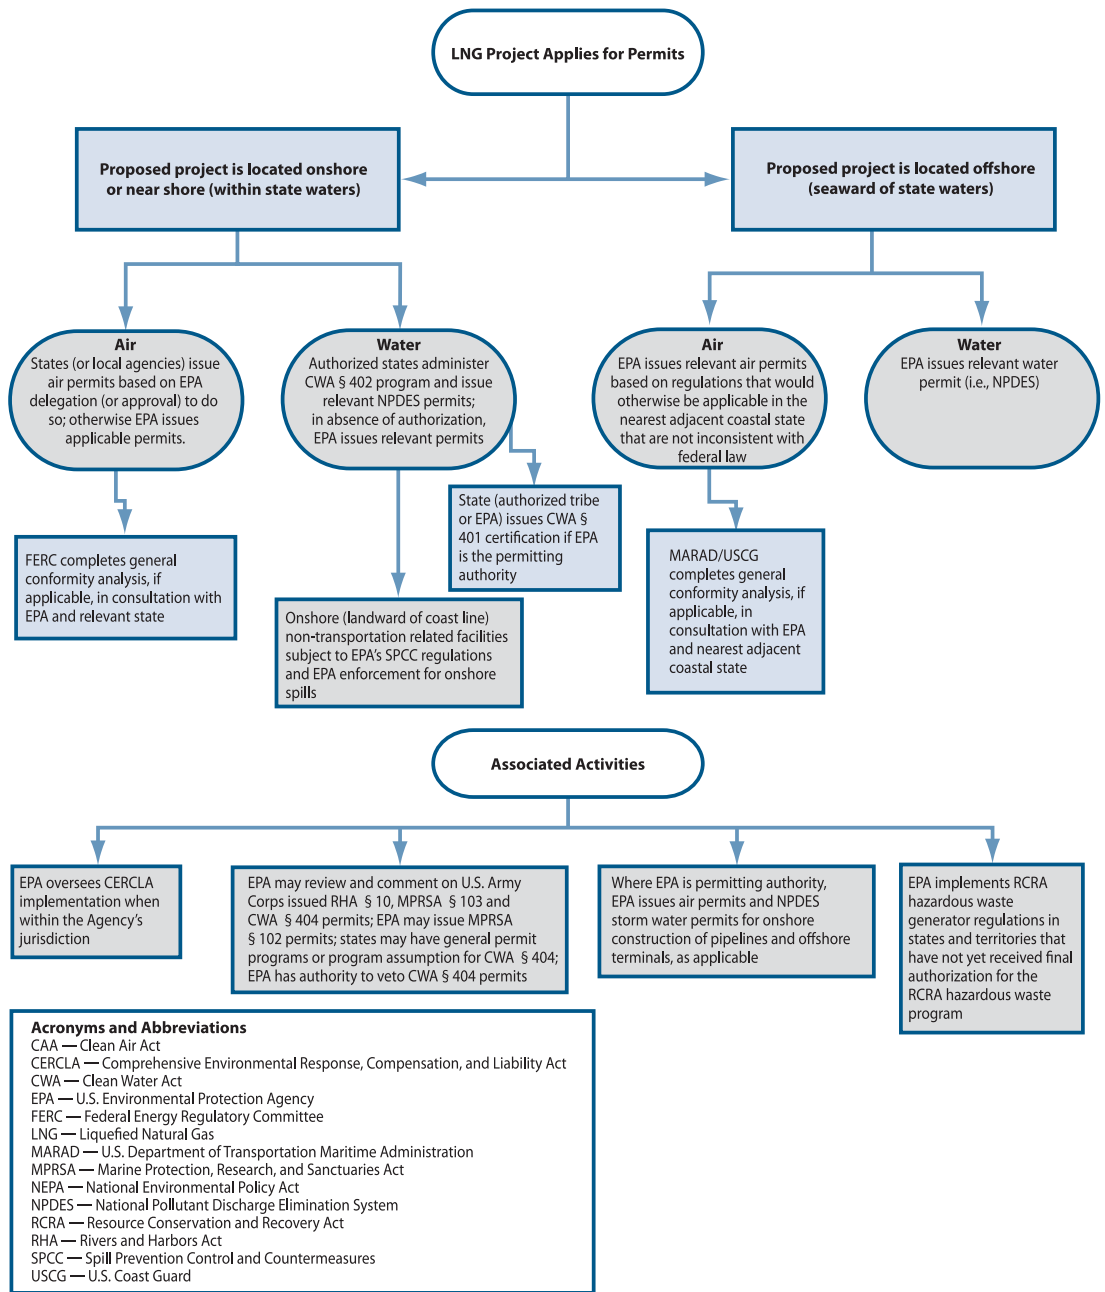 LNG Project Applies for Permits
Proposed project is located onshore
or near shore (within state waters)
Proposed project is located offshore
(seaward of state waters)
Air
States (or local agencies) issue
air permits based on EPA
delegation (or approval) to do
so; otherwise EPA issues
applicable permits.
Water
Authorized states administer
CWA § 402 program and issue
relevant NPDES permits;
in absence of authorization,
EPA issues relevant permits
Air
EPA issues relevant air permits
based on regulations that would
otherwise be applicable in the
nearest adjacent coastal state
that are not inconsistent with
federal law
Water
EPA issues relevant water
permit (i.e., NPDES)
FERC completes general
conformity analysis, if
applicable, in consultation with
EPA and relevant state
State (authorized tribe
or EPA) issues CWA §
401 certification if EPA
is the permitting
authority
Onshore (landward of coast line)
non-transportation related facilities
subject to EPA's SPCC regulations
and EPA enforcement for onshore
spills
MARAD/USCG
completes general
conformity analysis, if
applicable, in
consultation with EPA
and nearest adjacent
coastal state
Associated Activities
EPA oversees CERCLA
implementation when
within the Agency's
jurisdiction
EPA may review and comment on U.S. Army
Corps issued RHA § 10, MPRSA § 103 and
CWA § 404 permits; EPA may issue MPRSA
§ 102 permits; states may have general permit
programs or program assumption for CWA § 404;
EPA has authority to veto CWA § 404 permits
Where EPA is permitting authority,
EPA issues air permits and NPDES
storm water permits for onshore
construction of pipelines and offshore
terminals, as applicable
EPA implements RCRA
hazardous waste
generator regulations in
states and territories that
have not yet received final
authorization for the
RCRA hazardous waste
program
Acronyms and Abbreviations
CAA — Clean Air Act
CERCLA — Comprehensive Environmental Response, Compensation, and Liability Act
CWA — Clean Water Act
EPA — U.S. Environmental Protection Agency
FERC — Federal Energy Regulatory Committee
LNG — Liquefied Natural Gas
MARAD — U.S. Department of Transportation Maritime Administration
MPRSA — Marine Protection, Research, and Sanctuaries Act
NEPA — National Environmental Policy Act
NPDES — National Pollutant Discharge Elimination System
RCRA — Resource Conservation and Recovery Act
RHA — Rivers and Harbors Act
SPCC — Spill Prevention Control and Countermeasures
USCG — U.S. Coast Guard